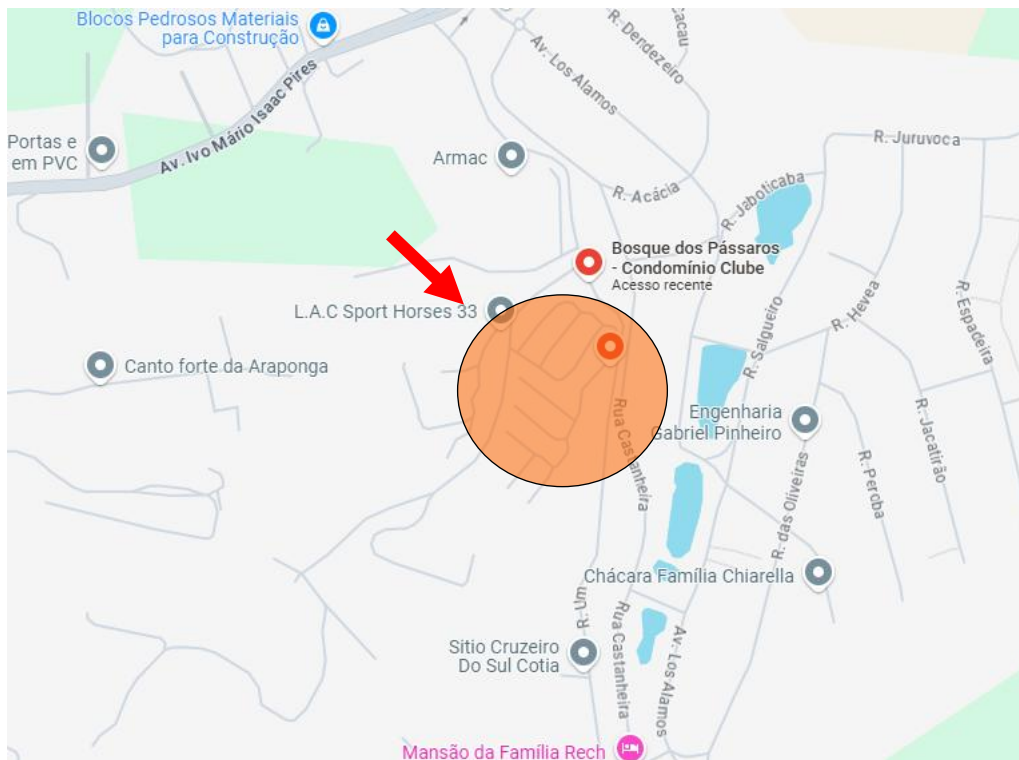 Blocos Pedrosos Materiais
para Construção
Av. Ivo Mário Isaac Pires
Portas e
em PVC
Av. Los Alamos
R. Dendezeiro
Cacau
Armac
R. Acácia
R. Jaboticaba
R. Juruvoca
Bosque dos Pássaros
- Condomínio Clube
Acesso recente
L.A.C Sport Horses 33
Canto forte da Araponga
R. Salgueiro
R. Hevea
R. Espadeira
Rua Castanheira
Engenharia
Gabriel Pinheiro
R. Jacatirão
R. Peroba
R. das Oliveiras
Chácara Família Chiarella
R. Um
Rua Castanheira
Av. Los Alamos
Sitio Cruzeiro
Do Sul Cotia
Mansão da Família Rech